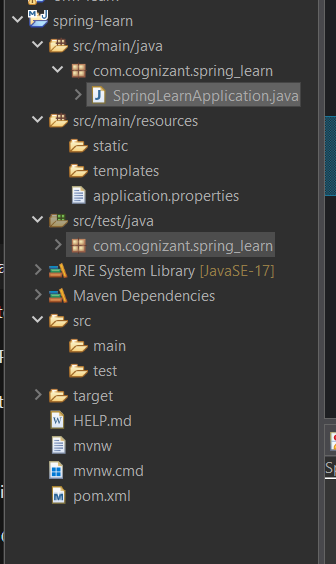 spring-learn
src/main/java
com.cognizant.spring_learn
SpringLearnApplication.java
src/main/resources
static
templates
application.properties
src/test/java
com.cognizant.spring_learn
JRE System Library [JavaSE-17]
Maven Dependencies
src
main
test
target
HELP.md
mvnw
mvnw.cmd
pom.xml